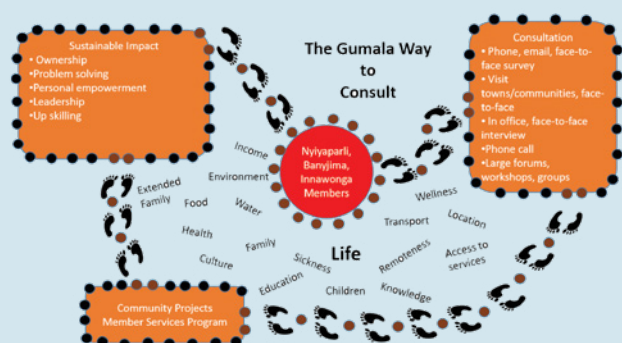 The Gumala Way
to
Consult
Sustainable Impact
• Ownership
• Problem solving
• Personal empowerment
• Leadership
• Up skilling
Consultation
• Phone, email, face-to-
face survey
• Visit
towns/communities, face-
to-face
• In office, face-to-face
interview
• Phone call
• Large forums,
workshops, groups
Nyiyaparli,
Banyjima,
Innawonga
Members
Income
Environment
Extended
Family
Food
Water
Health
Family
Culture
Sickness
Education
Children
Life
Wellness
Transport
Location
Remoteness
Access to
services
Knowledge
Community Projects
Member Services Program